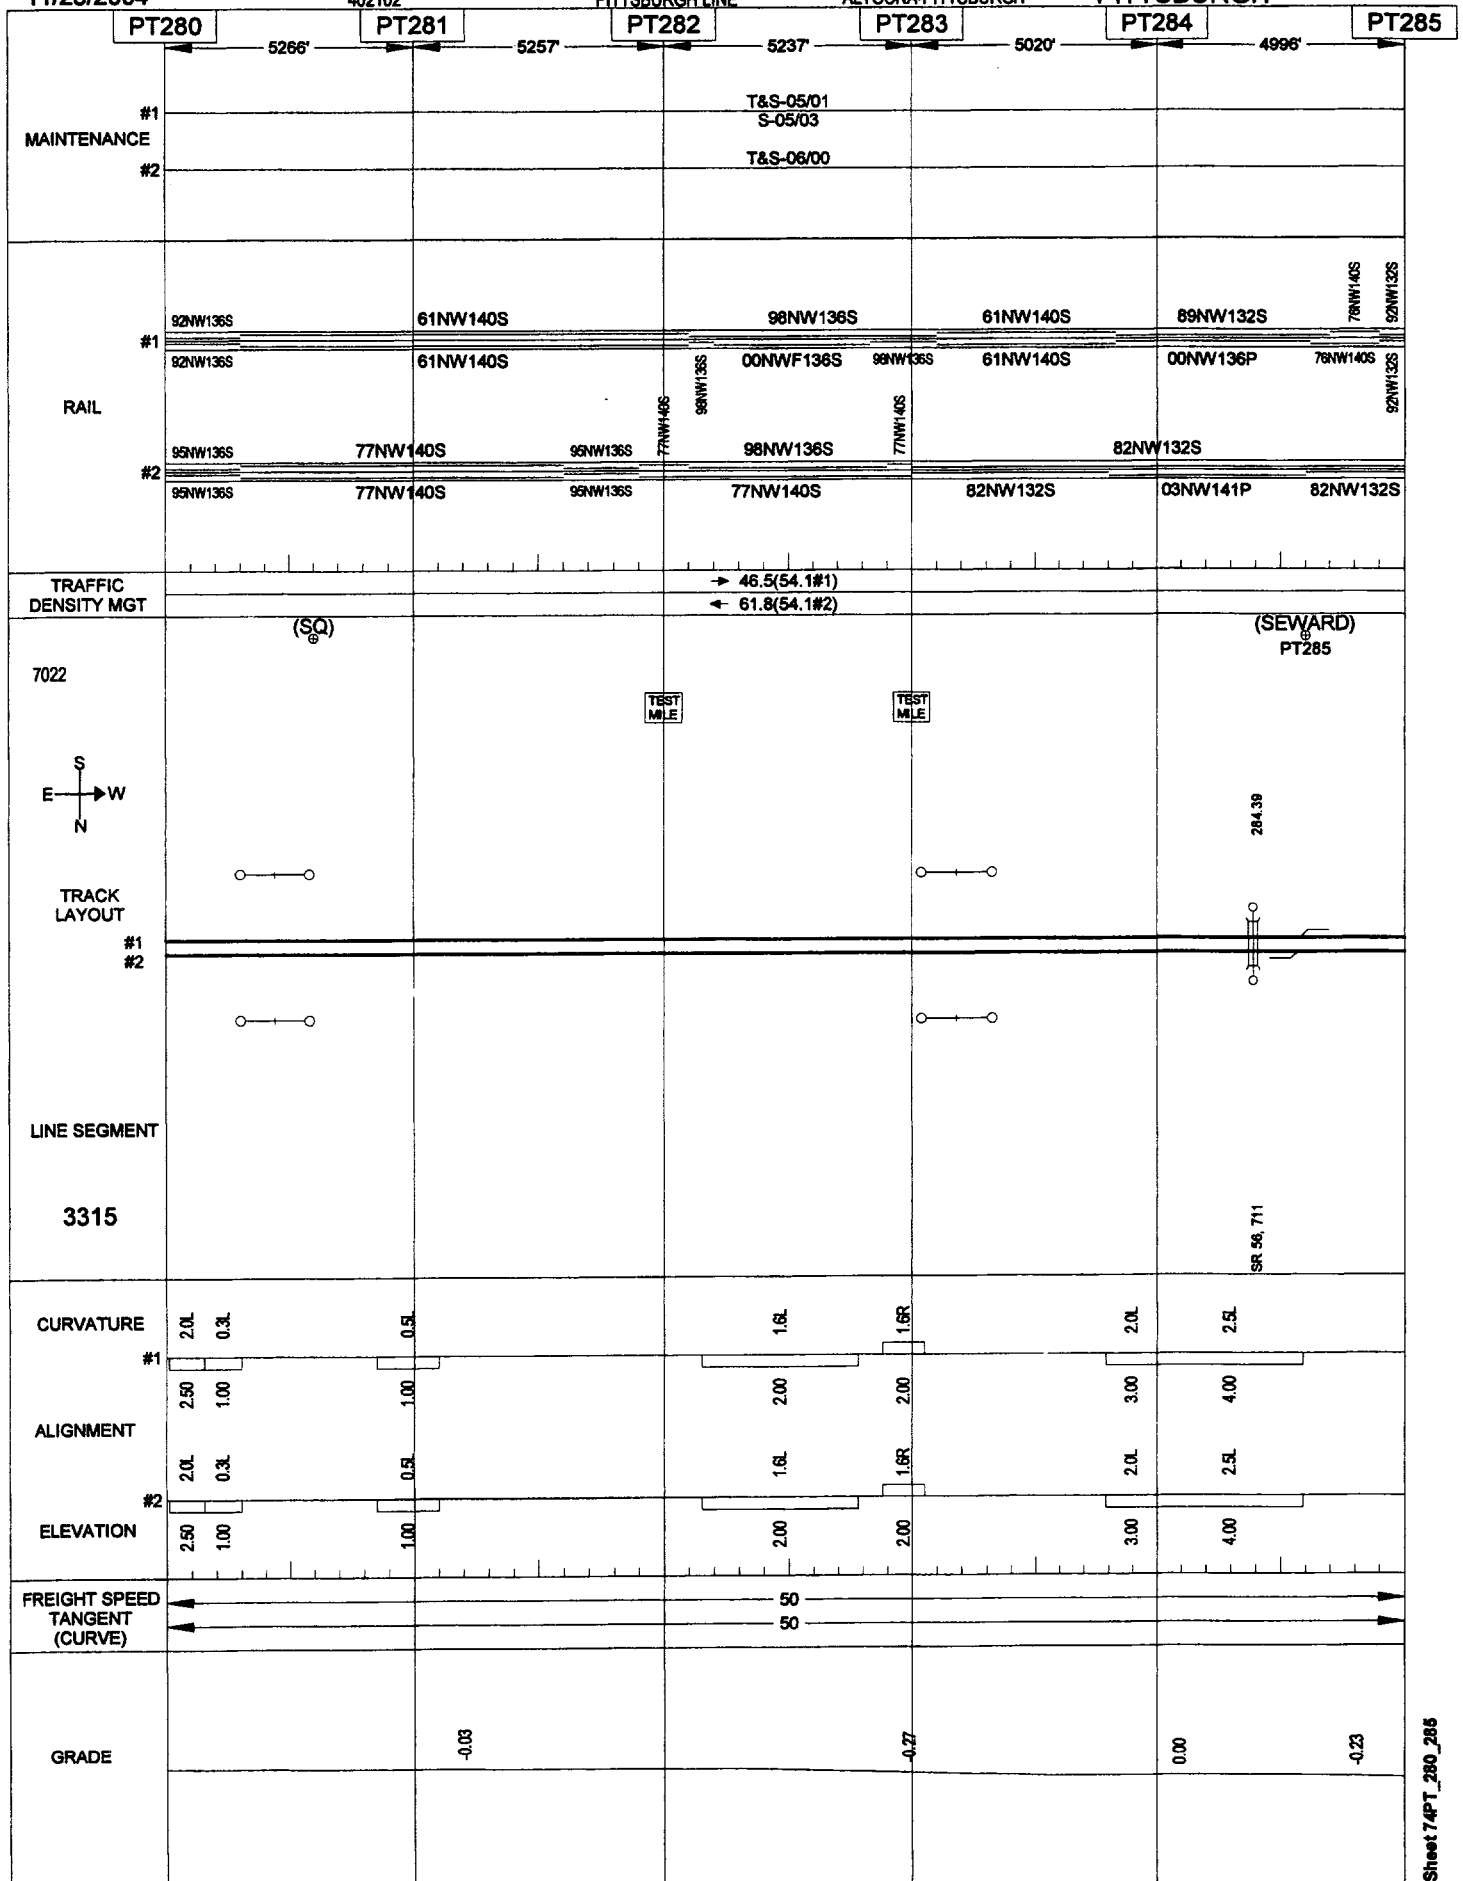 402102 PITTSBURGH LINE PITTSBURGH
PT280 PT281 PT282 PT283 PT284 PT285
5266' 5257' 5237' 5020' 4996'
T&S-05/01
#1
S-05/03
MAINTENANCE
T&S-06/00
#2
76NW140S 92NW132S
92NW136S 61NW140S 98NW136S 61NW140S 89NW132S
#1
92NW136S 61NW140S 98NW136S 00NWF136S 98NW136S 61NW140S 00NW136P 76NW140S 92NW132S
RAIL
77NW140S 77NW140S
95NW136S 77NW140S 95NW136S 98NW136S 82NW132S
#2
95NW136S 77NW140S 95NW136S 77NW140S 82NW132S 03NW141P 82NW132S
TRAFFIC
DENSITY MGT
→ 46.5(54.1#1)
← 61.8(54.1#2)
(SQ) (SEWARD)
PT285
7022
TEST
MILE
TEST
MILE
S
E W
N
284.39
TRACK
LAYOUT
#1
#2
LINE SEGMENT
3315
SR 56, 711
CURVATURE
2.0L 0.3L 0.5L 1.6L 1.6R 2.0L 2.5L
#1
2.50 1.00 1.00 2.00 2.00 3.00 4.00
ALIGNMENT
2.0L 0.3L 0.5L 1.6L 1.6R 2.0L 2.5L
#2
ELEVATION
2.50 1.00 1.00 2.00 2.00 3.00 4.00
FREIGHT SPEED
TANGENT
(CURVE)
50
50
GRADE
-0.03 -0.27 0.00 -0.23
Sheet 74PT_280_285